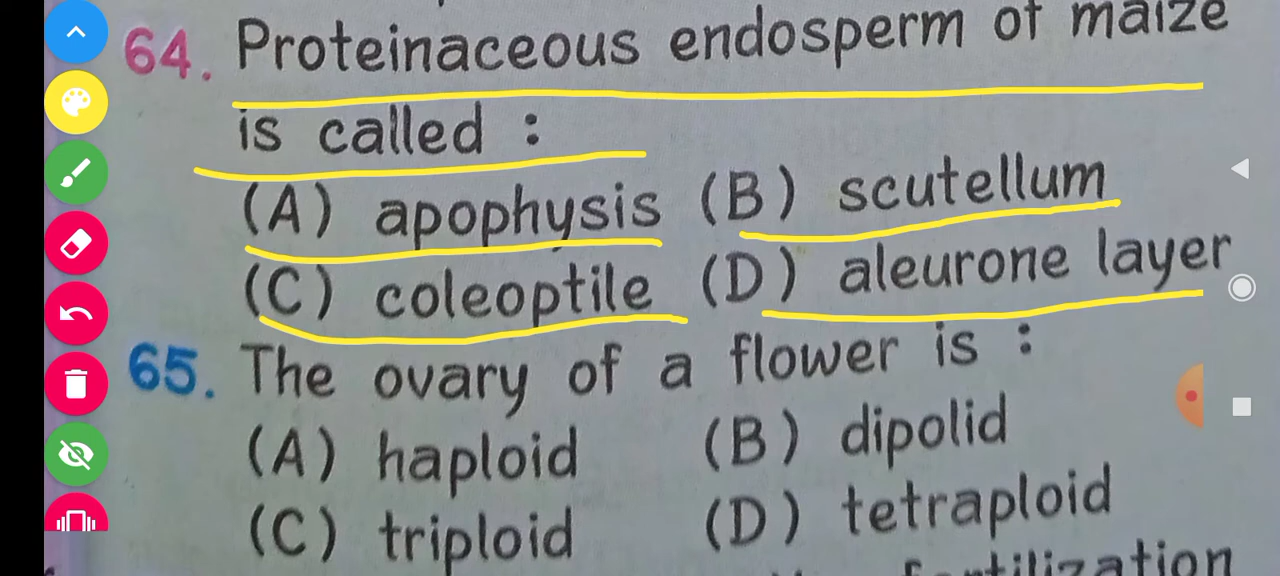 64. Proteinaceous endosperm of maize
is called :
(A) apophysis (B) scutellum
(C) coleoptile (D) aleurone layer
65. The ovary of a flower is :
(A) haploid (B) dipolid
(C) triploid (D) tetraploid
fertilization